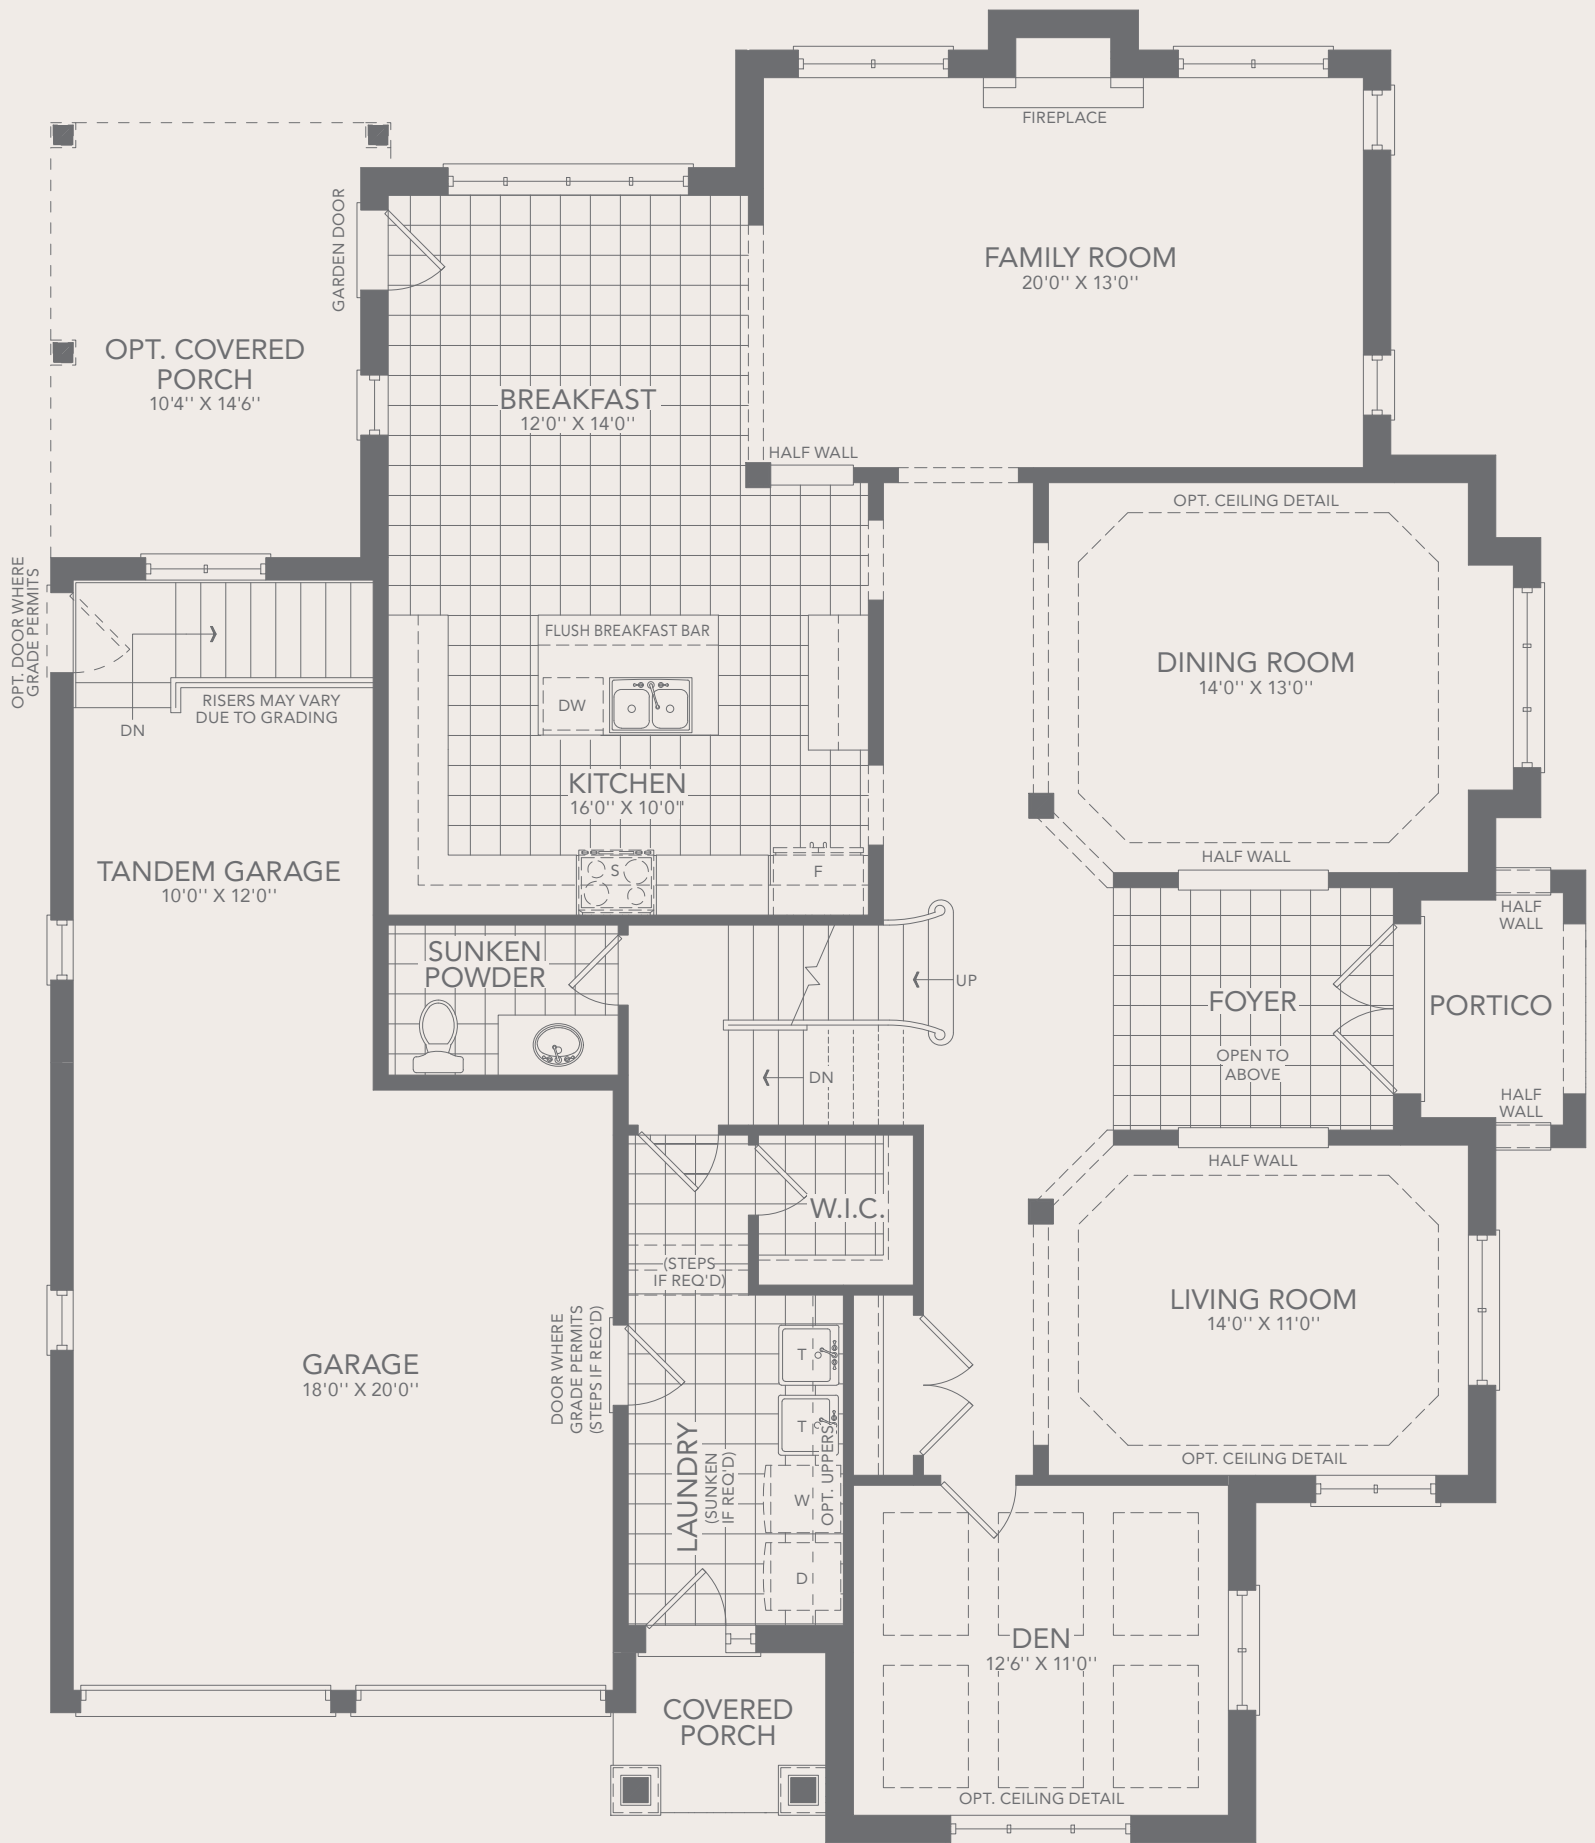 FIREPLACE
FAMILY ROOM
20'0'' X 13'0''
GARDEN DOOR
OPT. COVERED
PORCH
10'4'' X 14'6''
BREAKFAST
12'0'' X 14'0''
HALF WALL
OPT. CEILING DETAIL
DINING ROOM
14'0'' X 13'0''
HALF WALL
OPT. DOOR WHERE
GRADE PERMITS
RISERS MAY VARY
DUE TO GRADING
DN
FLUSH BREAKFAST BAR
DW
KITCHEN
16'0'' X 10'0''
S
F
TANDEM GARAGE
10'0'' X 12'0''
SUNKEN
POWDER
UP
DN
FOYER
OPEN TO
ABOVE
HALF
WALL
PORTICO
HALF
WALL
HALF WALL
W.I.C.
(STEPS
IF REQ'D)
LIVING ROOM
14'0'' X 11'0''
OPT. CEILING DETAIL
GARAGE
18'0'' X 20'0''
DOOR WHERE
GRADE PERMITS
(STEPS IF REQ'D)
T
T
LAUNDRY
(SUNKEN
IF REQ'D)
OPT. UPPERS
W
D
DEN
12'6'' X 11'0''
OPT. CEILING DETAIL
COVERED
PORCH